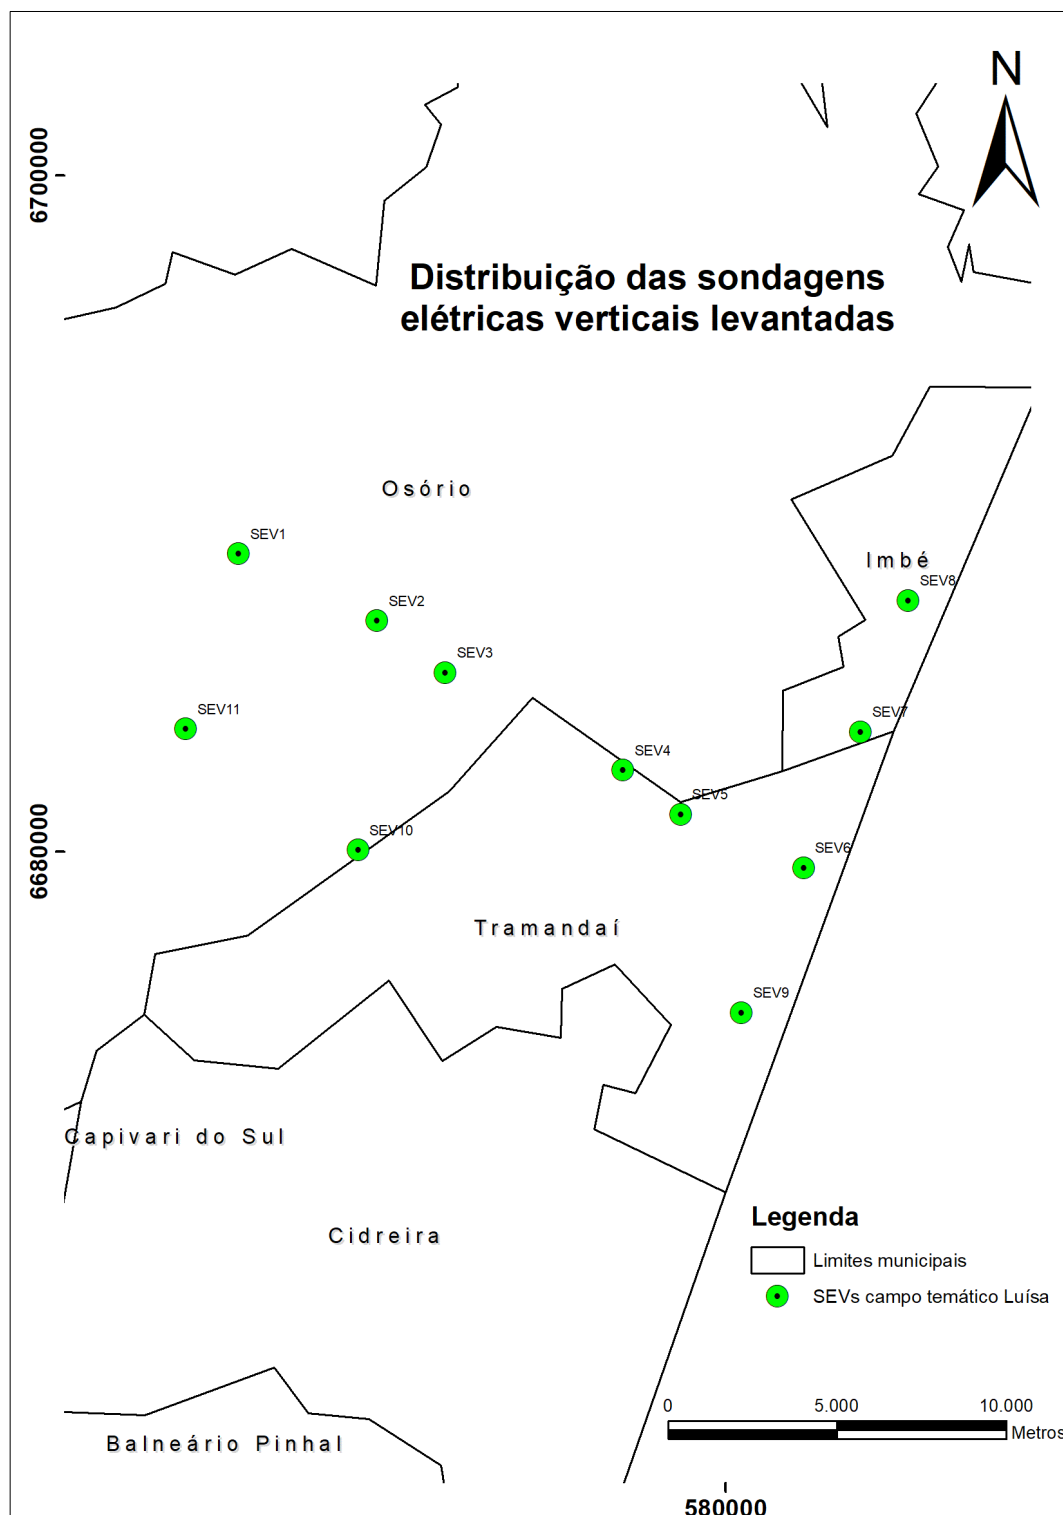 N
6700000
Distribuição das sondagens
elétricas verticais levantadas
Osório
SEV1
Imbé
SEV8
SEV2
SEV3
SEV11
SEV7
SEV4
SEV5
SEV10
6680000
SEV6
Tramandaí
SEV9
Capivari do Sul
Legenda
Cidreira
Limites municipais
SEVs campo temático Luísa
0 5.000 10.000
Metros
Balneário Pinhal
580000